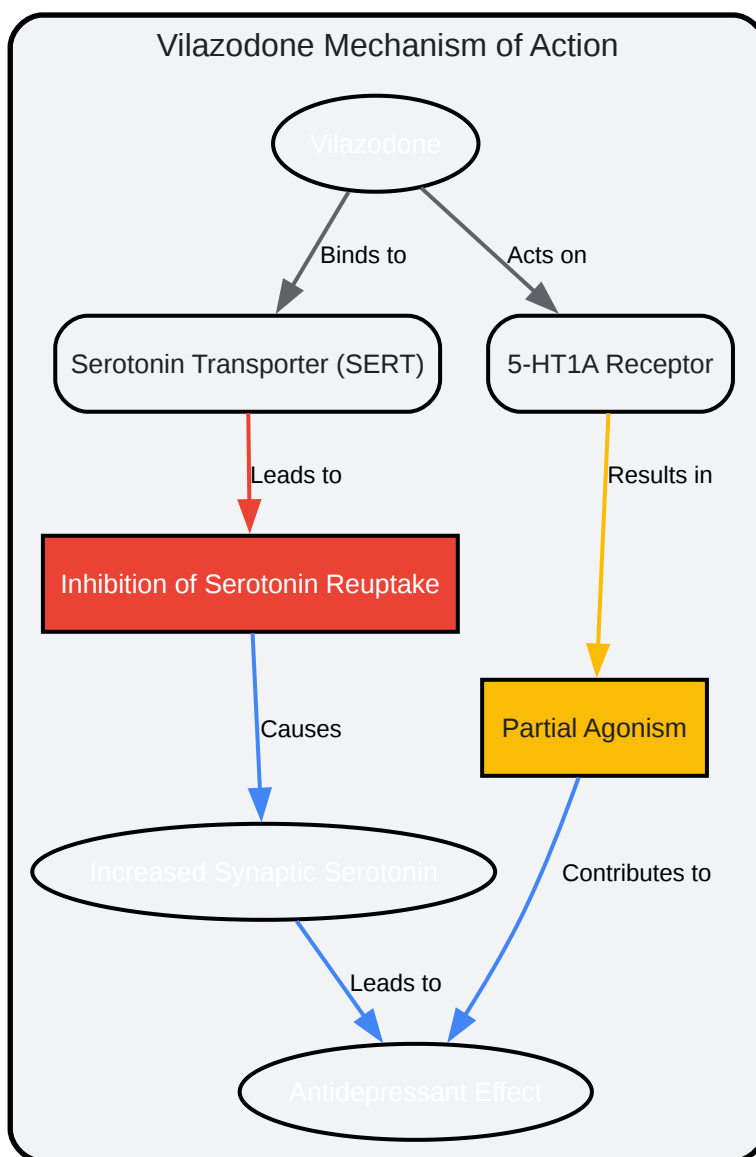 Vilazodone Mechanism of Action
Vilazodone
Binds to
Acts on
Serotonin Transporter (SERT)
5-HT1A Receptor
Leads to
Results in
Inhibition of Serotonin Reuptake
Partial Agonism
Causes
Increased Synaptic Serotonin
Contributes to
Leads to
Antidepressant Effect